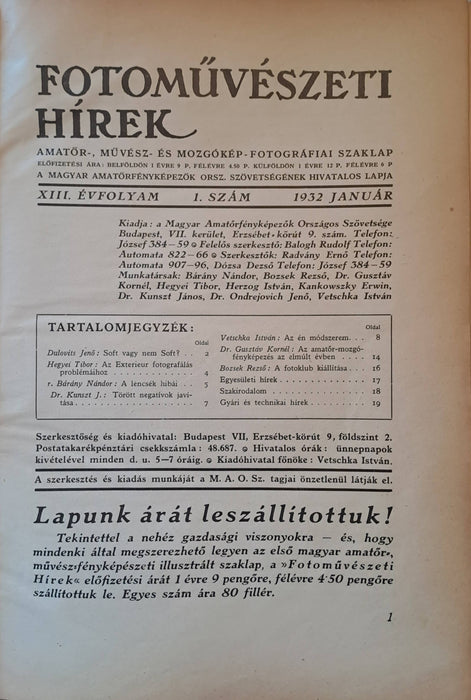 FOTOMŰVÉSZETI
HÍREK
AMATŐR-, MŰVÉSZ- ÉS MOZGÓKÉP-FOTOGRÁFIAI SZAKLAP
ELŐFIZETÉSI ÁRA: BELFÖLDÖN 1 ÉVRE 9 P. FÉLÉVRE 4.50 P. KÜLFÖLDÖN 1 ÉVRE 12 P. FÉLÉVRE 6 P
A MAGYAR AMATŐRFÉNYKÉPEZŐK ORSZ. SZÖVETSÉGÉNEK HIVATALOS LAPJA
XIII. ÉVFOLYAM 1. SZÁM 1932 JANUÁR
Kiadja: a Magyar Amatőrfényképezők Országos Szövetsége
Budapest, VII. kerület, Erzsébet-körút 9. szám. Telefon:
József 384–59 Felelős szerkesztő: Balogh Rudolf Telefon:
Automata 822–66 Szerkesztők: Radvány Ernő Telefon:
Automata 907–96, Dózsa Dezső Telefon: József 384–59
Munkatársak: Bárány Nándor, Bozsek Rezső, Dr. Gusztáv
Kornél, Hegyei Tibor, Herzog István, Kankowszky Erwin,
Dr. Kunszt János, Dr. Ondrejovich Jenő, Vetschka István
TARTALOMJEGYZÉK:
Oldal
Dulovits Jenő: Soft vagy nem Soft? . . 2
Hegyei Tibor: Az Exterieur fotografálás
problémáihoz . . . . . . . . . . 4
r. Bárány Nándor: A lencsék hibái . . 5
Dr. Kunszt J.: Törött negatívok javí-
tása . . . . . . . . . . . . . . 7
Oldal
Vetschka István: Az én módszerem. . . 8
Dr. Gusztáv Kornél: Az amatőr-mozgó-
fényképezés az elmúlt évben . . . . 14
Bozsek Rezső: A fotoklub kiállítása . . 16
Egyesületi hírek . . . . . . . . . . 17
Szakirodalom . . . . . . . . . . . 18
Gyári és technikai hírek . . . . . . . 19
Szerkesztőség és kiadóhivatal: Budapest VII, Erzsébet-körút 9, földszint 2.
Postatakarékpénztári csekkszámla: 48.687. Hivatalos órák: ünnepnapok
kivételével minden d. u. 5–7 óráig. Kiadóhivatal főnöke: Vetschka István.
A szerkesztés és kiadás munkáját a M. A. O. Sz. tagjai önzetlenül látják el.
Lapunk árát leszállítottuk!
Tekintettel a nehéz gazdasági viszonyokra — és, hogy
mindenki által megszerezhető legyen az első magyar amatőr,
művész-fényképészeti illusztrált szaklap, a »Fotoművészeti
Hírek« előfizetési árát 1 évre 9 pengőre, félévre 4·50 pengőre
szállítottuk le. Egyes szám ára 80 fillér.
1